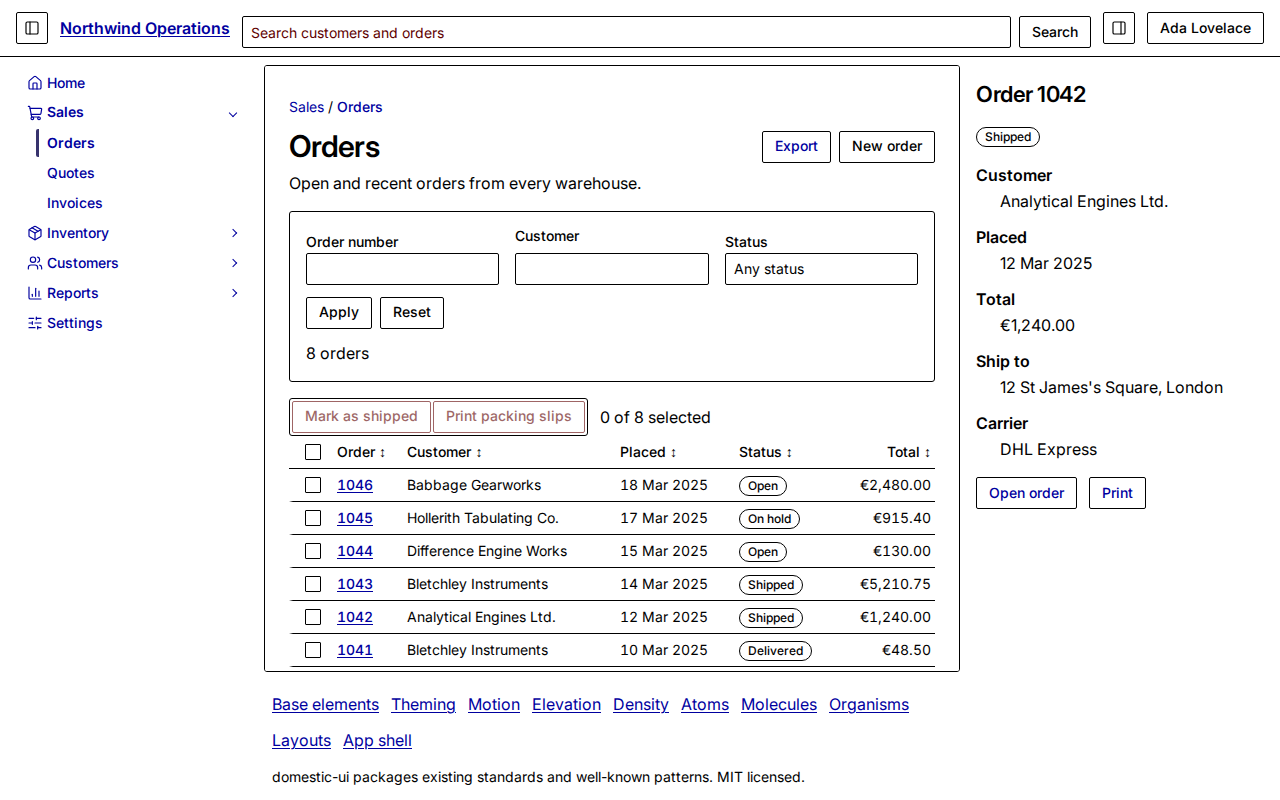 Northwind Operations
Search customers and orders
Search
Ada Lovelace
Home
Sales
Orders
Quotes
Invoices
Inventory
Customers
Reports
Settings
Sales / Orders
Orders
Export
New order
Open and recent orders from every warehouse.
Order number
Customer
Status
Any status
Apply
Reset
8 orders
Mark as shipped
Print packing slips
0 of 8 selected
Order ↕ Customer ↕ Placed ↕ Status ↕ Total ↕
1046 Babbage Gearworks 18 Mar 2025 Open €2,480.00
1045 Hollerith Tabulating Co. 17 Mar 2025 On hold €915.40
1044 Difference Engine Works 15 Mar 2025 Open €130.00
1043 Bletchley Instruments 14 Mar 2025 Shipped €5,210.75
1042 Analytical Engines Ltd. 12 Mar 2025 Shipped €1,240.00
1041 Bletchley Instruments 10 Mar 2025 Delivered €48.50
Order 1042
Shipped
Customer
Analytical Engines Ltd.
Placed
12 Mar 2025
Total
€1,240.00
Ship to
12 St James's Square, London
Carrier
DHL Express
Open order
Print
Base elements Theming Motion Elevation Density Atoms Molecules Organisms
Layouts App shell
domestic-ui packages existing standards and well-known patterns. MIT licensed.